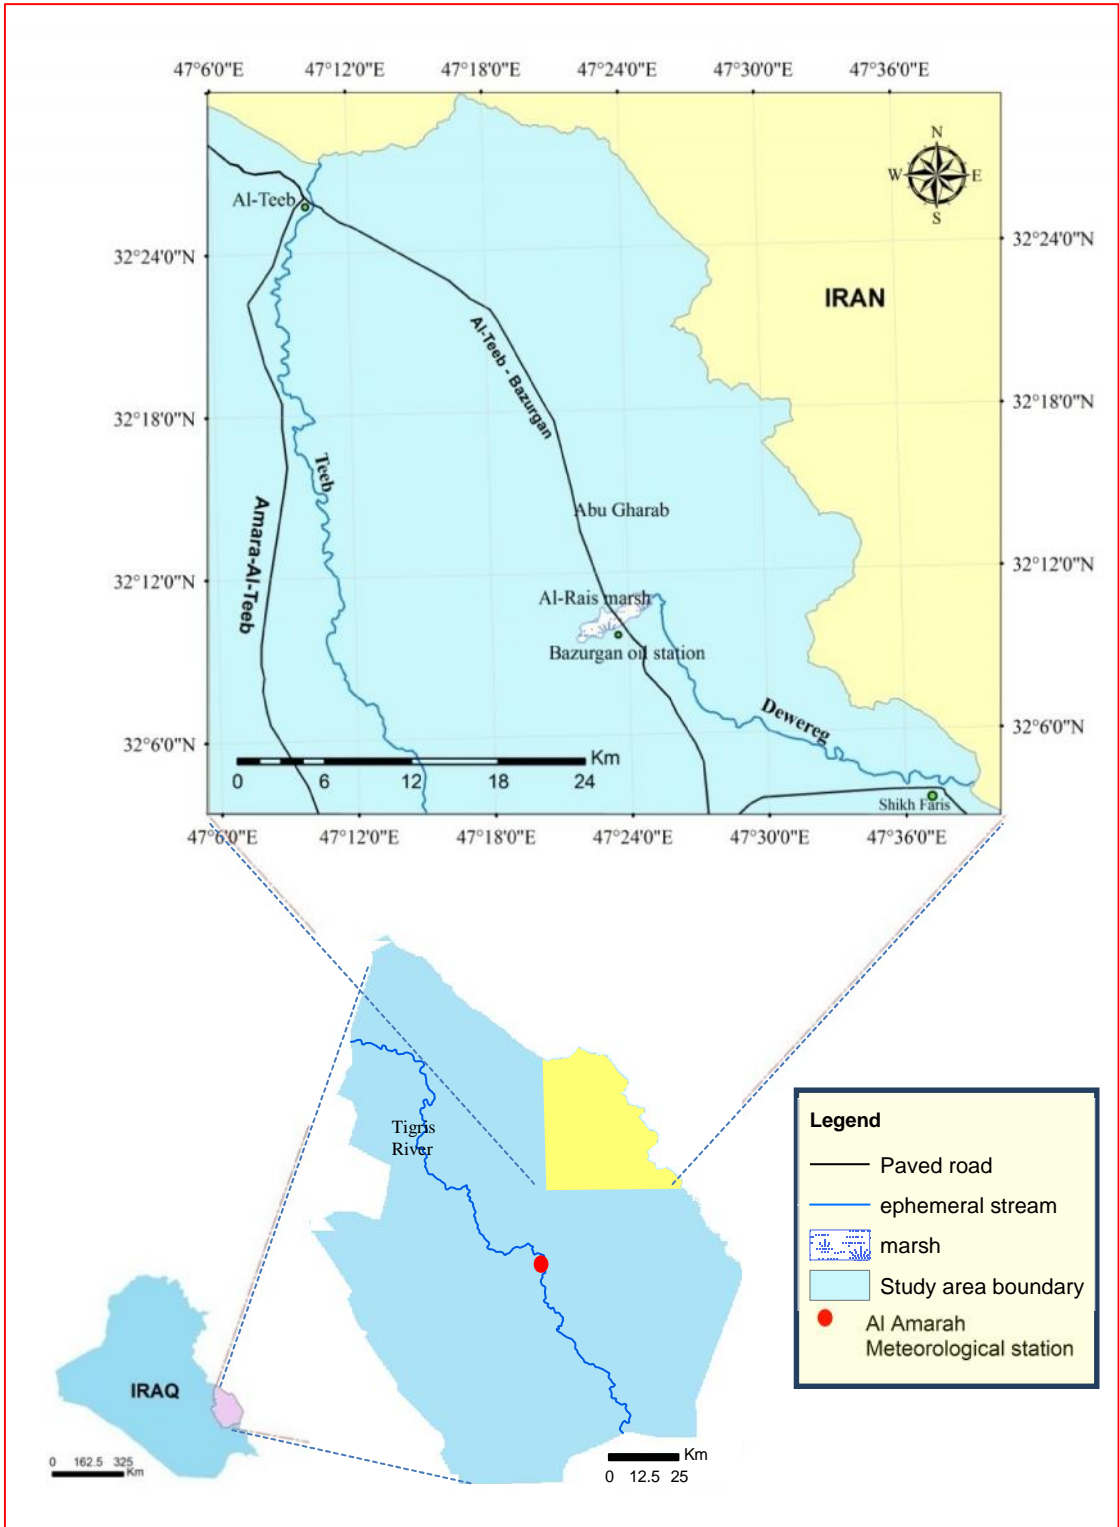 47°6'0"E 47°12'0"E 47°18'0"E 47°24'0"E 47°30'0"E 47°36'0"E
N
W E
S
Al-Teeb
32°24'0"N 32°24'0"N
IRAN
Al-Teeb - Bazurgan
32°18'0"N 32°18'0"N
Teeb
Amara-Al-Teeb
Abu Gharab
32°12'0"N 32°12'0"N
Al-Rais marsh
Bazurgan oil station
Dewereg
32°6'0"N 32°6'0"N
Km
0 6 12 18 24
Shikh Faris
47°6'0"E 47°12'0"E 47°18'0"E 47°24'0"E 47°30'0"E 47°36'0"E
Tigris
River
Legend
Paved road
ephemeral stream
marsh
Study area boundary
Al Amarah
Meteorological station
IRAQ
0 162.5 325
Km
Km
0 12.5 25